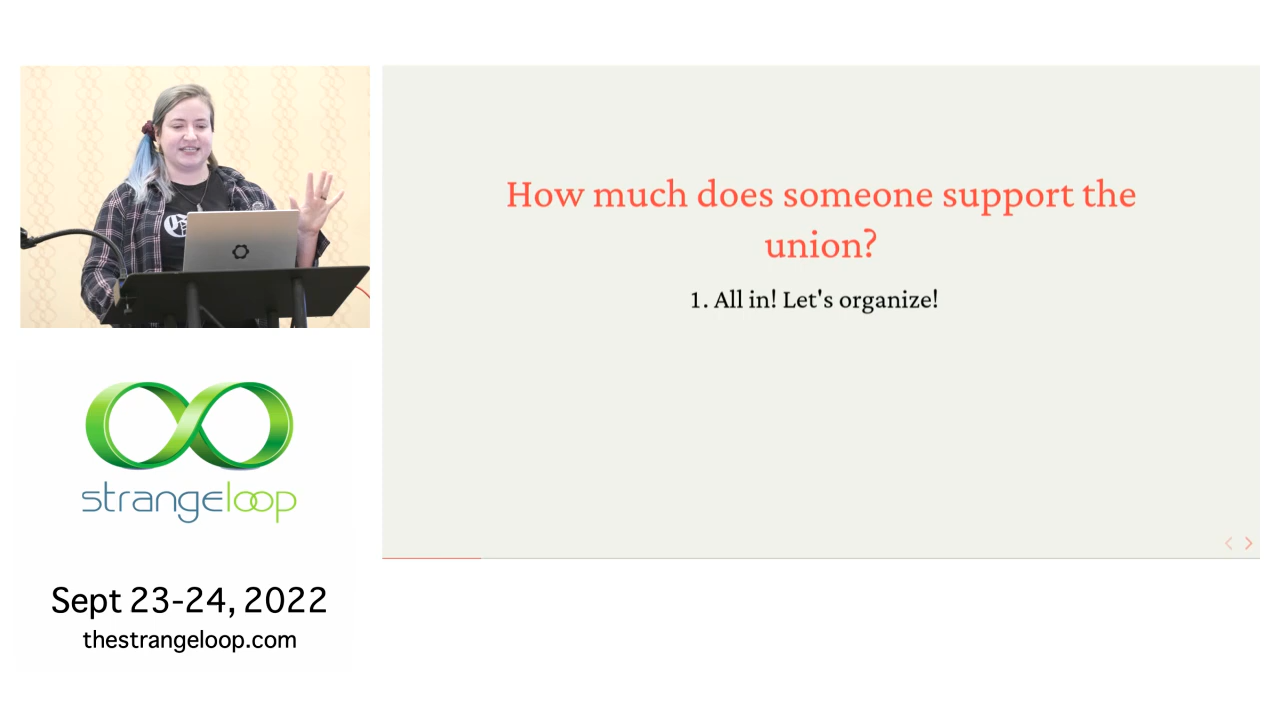 How much does someone support the
union?
1. All in! Let's organize!
strangeloop
Sept 23-24, 2022
thestrangeloop.com